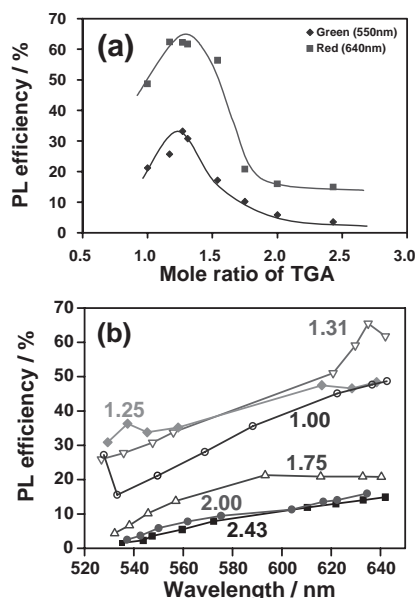 (a)
Green (550nm)
Red (640nm)
PL efficiency / %
70
60
50
40
30
20
10
0
0.5 1.0 1.5 2.0 2.5 3.0
Mole ratio of TGA
(b)
PL efficiency / %
70
60
50
40
30
20
10
0
1.31
1.25
1.00
1.75
2.00
2.43
520 540 560 580 600 620 640
Wavelength / nm